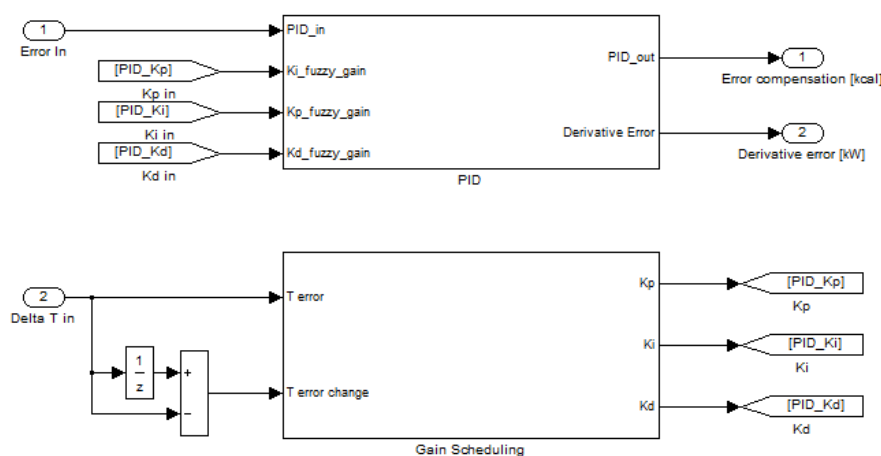 1
Error In
[PID_Kp]
Kp in
[PID_Ki]
Ki in
[PID_Kd]
Kd in
PID_in
Ki_fuzzy_gain
Kp_fuzzy_gain
Kd_fuzzy_gain
PID_out
Derivative Error
PID
1
Error compensation [kcal]
2
Derivative error [kW]
2
Delta T in
1
z
+
−
T error
T error change
Kp
Ki
Kd
Gain Scheduling
[PID_Kp]
Kp
[PID_Ki]
Ki
[PID_Kd]
Kd